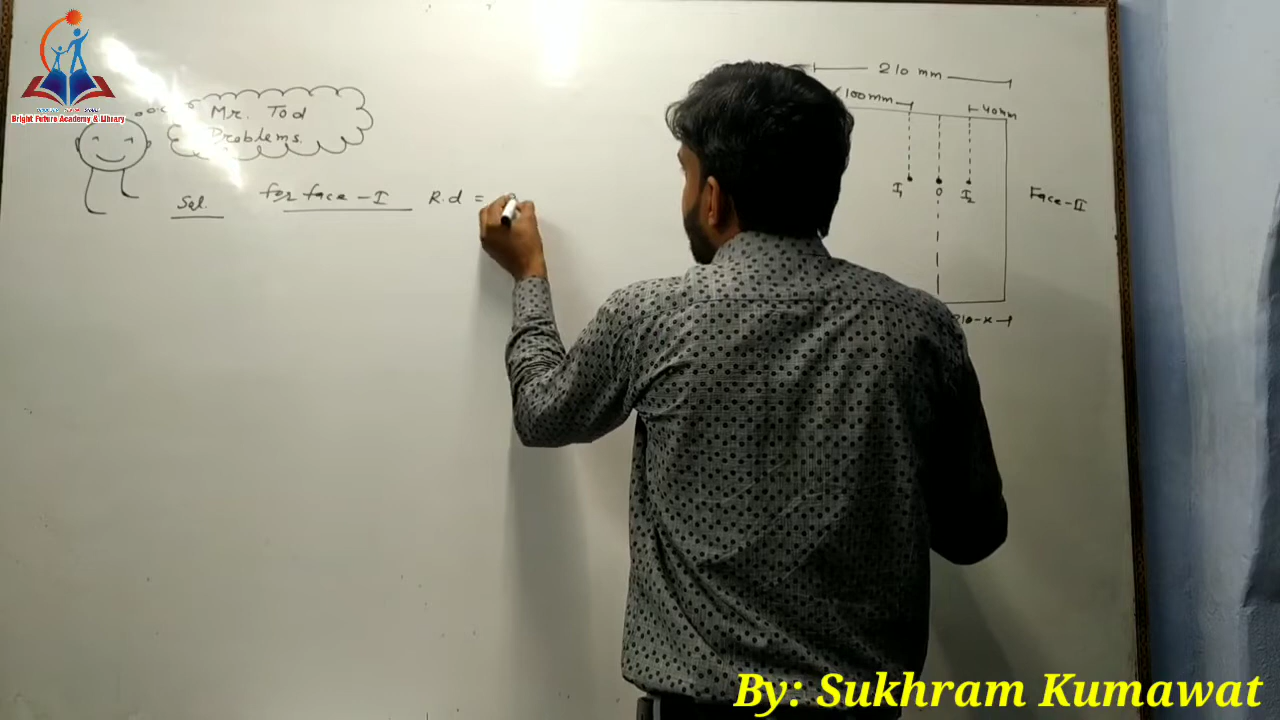 Bright Future Academy & Library
Mr. Tod
Problems.
Sol. for face - I R.d =
210 mm
100mm
40mm
I₁
O
I₂
Face-II
210-x
By: Sukhram Kumawat